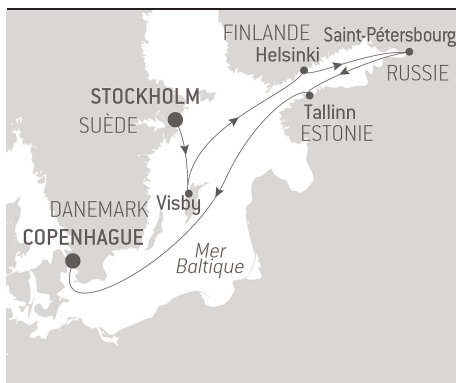 FINLANDE
Saint-Pétersbourg
Helsinki
RUSSIE
STOCKHOLM
Tallinn
SUÈDE
ESTONIE
DANEMARK
Visby
COPENHAGUE
Mer
Baltique